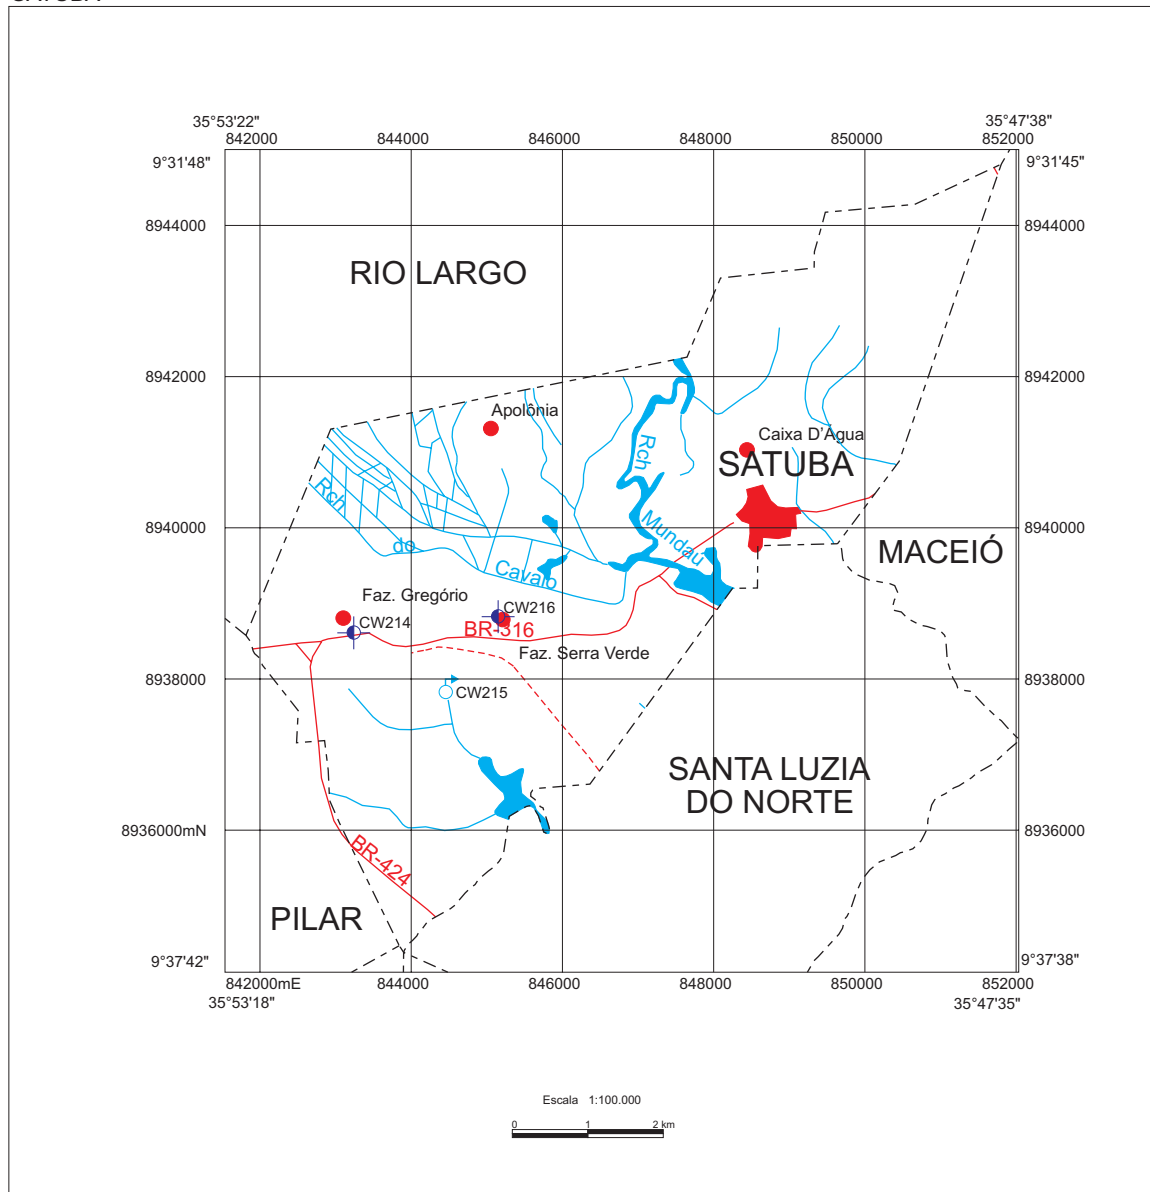 35°53'22"
35°47'38"
842000
844000
846000
848000
850000
852000
9°31'48"
9°31'45"
8944000
8944000
RIO LARGO
8942000
8942000
Apolônia
Caixa D'Agua
SATUBA
Rch
Rch
8940000
8940000
Mundaú
do
MACEIÓ
Cavalo
Faz. Gregório
CW216
CW214
BR-316
Faz. Serra Verde
8938000
8938000
CW215
SANTA LUZIA
DO NORTE
8936000mN
8936000
BR-424
PILAR
9°37'42"
9°37'38"
842000mE
844000
846000
848000
850000
852000
35°53'18"
35°47'35"
Escala 1:100.000
0 1 2 km